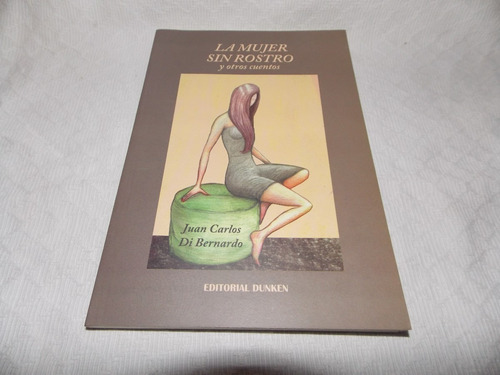 LA MUJER
SIN ROSTRO
y otros cuentos
Juan Carlos
Di Bernardo
EDITORIAL DUNKEN